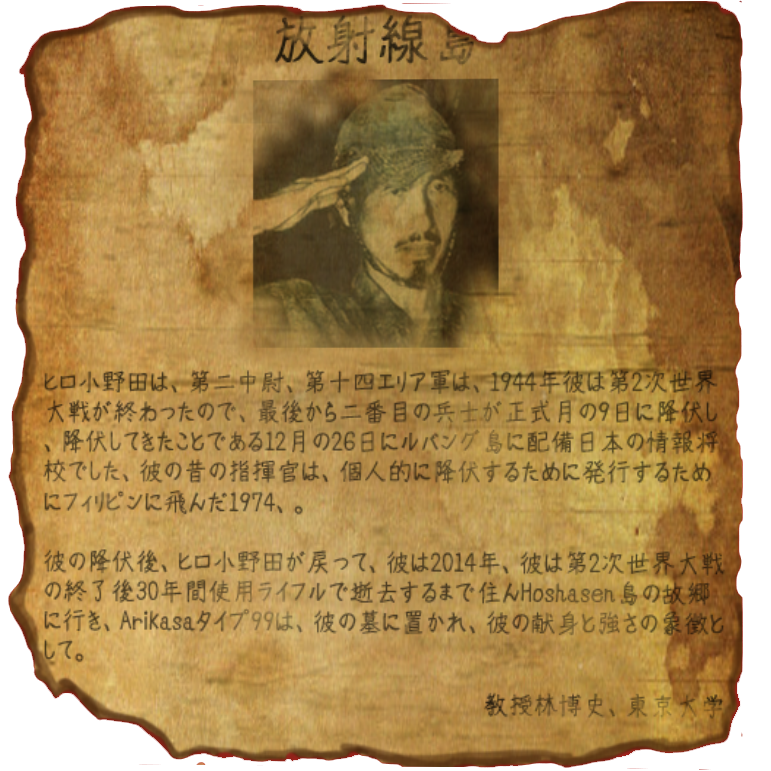 放射線島
ヒロ小野田は、第二中尉、第十四エリア軍は、1944年彼は第2次世界
大戦が終わったので、最後から二番目の兵士が正式月の9日に降伏し
、降伏してきたことである12月の26日にルバング島に配備日本の情報将
校でした、彼の昔の指揮官は、個人的に降伏するために発行するため
にフィリピンに飛んだ1974、。
彼の降伏後、ヒロ小野田が戻って、彼は2014年、彼は第2次世界大戦
の終了後30年間使用ライフルで逝去するまで住んHoshasen島の故郷
に行き、Arikasaタイプ99は、彼の墓に置かれ、彼の献身と強さの象徴と
して。
教授林博史、東京大学